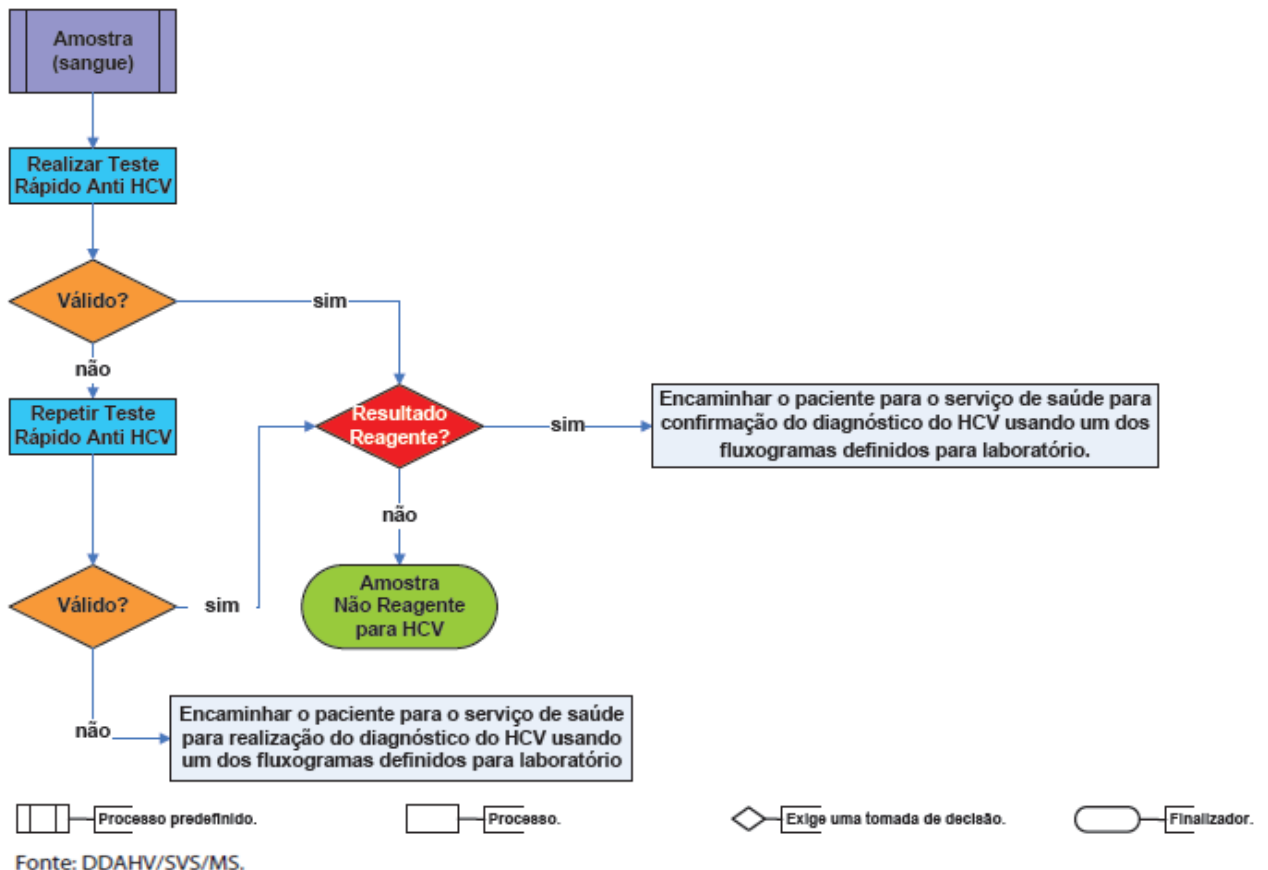 Amostra
(sangue)
Realizar Teste
Rápido Anti HCV
Válido?
sim
não
Repetir Teste
Rápido Anti HCV
Resultado
Reagente?
sim
Encaminhar o paciente para o serviço de saúde para
confirmação do diagnóstico do HCV usando um dos
fluxogramas definidos para laboratório.
não
Amostra
Não Reagente
para HCV
Válido?
sim
não
Encaminhar o paciente para o serviço de saúde
para realização do diagnóstico do HCV usando
um dos fluxogramas definidos para laboratório
Processo predefinido.
Processo.
Exige uma tomada de decisão.
Finalizador.
Fonte: DDAHV/SVS/MS.